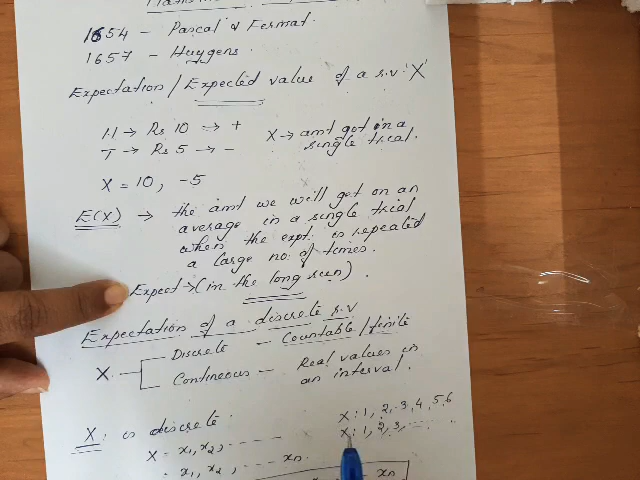 1654 - Pascal & Fermat.
1657 - Huygens.
Expectation / Expected value of a r.v 'X'
H → Rs 10 → +
T → Rs 5 → -
X → amt got in a
single trial.
X = 10, -5
E(X) → the amt we will get on an
average in a single trial
when the expt. is repeated
a large no. of times.
Expect → (in the long run).
Expectation of a discrete r.v
X
Discrete - Countable / finite
Continuous - Real values in
an interval.
X: is discrete.
X: 1, 2, 3, 4, 5, 6
X: 1, 2, 3, ......
X = x₁, x₂, - - - - -
= x₁, x₂, - - - - xₙ.
xₙ